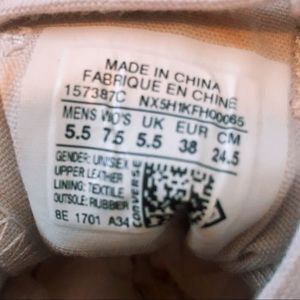 MADE IN CHINA
FABRIQUE EN CHINE
157387C NX5H1KFH00065
MENS WO'S UK EUR CM
5.5 7.5 5.5 38 24.5
GENDER: UNISEX
UPPER: LEATHER
LINING: TEXTILE
OUTSOLE: RUBBER
BE 1701 A34
CONVERSE